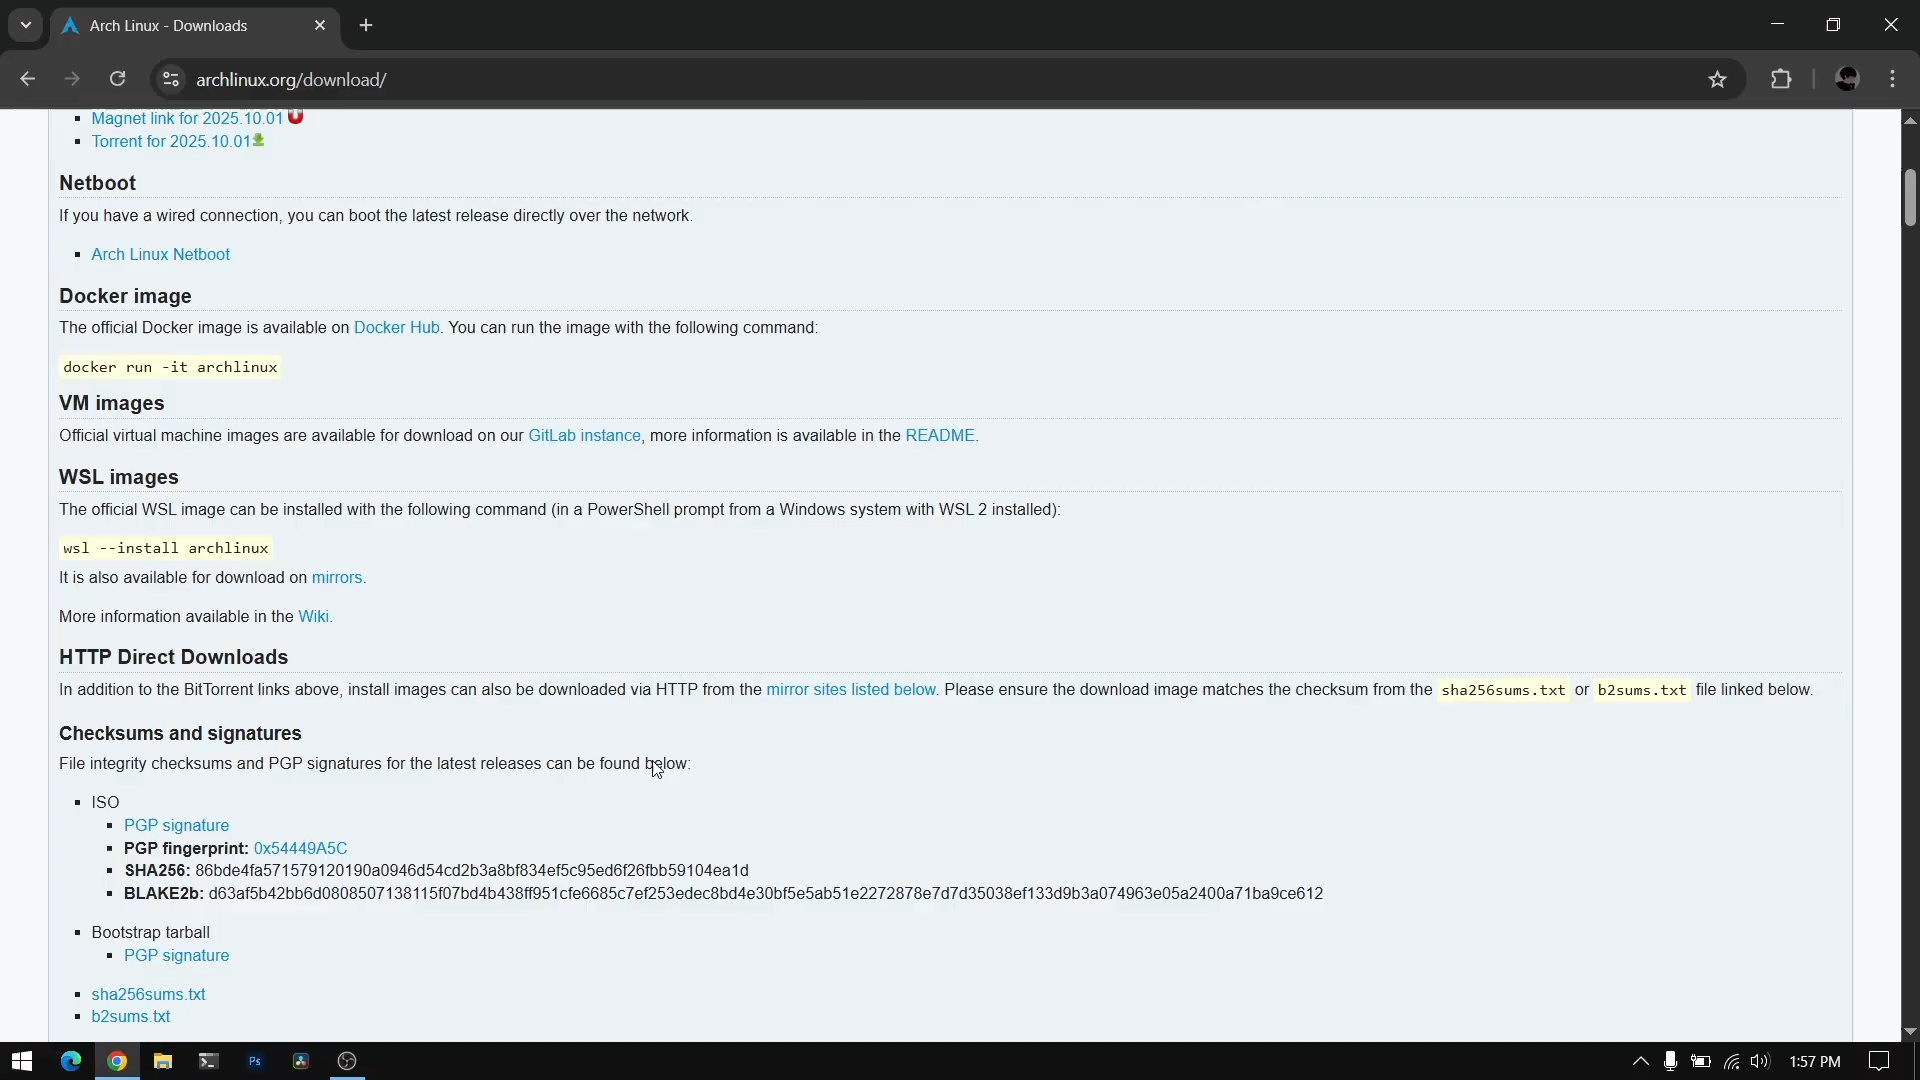 Arch Linux - Downloads
archlinux.org/download/
Magnet link for 2025.10.01
Torrent for 2025.10.01
Netboot
If you have a wired connection, you can boot the latest release directly over the network.
Arch Linux Netboot
Docker image
The official Docker image is available on Docker Hub. You can run the image with the following command:
docker run -it archlinux
VM images
Official virtual machine images are available for download on our GitLab instance, more information is available in the README.
WSL images
The official WSL image can be installed with the following command (in a PowerShell prompt from a Windows system with WSL 2 installed):
wsl --install archlinux
It is also available for download on mirrors.
More information available in the Wiki.
HTTP Direct Downloads
In addition to the BitTorrent links above, install images can also be downloaded via HTTP from the mirror sites listed below. Please ensure the download image matches the checksum from the sha256sums.txt or b2sums.txt file linked below.
Checksums and signatures
File integrity checksums and PGP signatures for the latest releases can be found below:
ISO
PGP signature
PGP fingerprint: 0x54449A5C
SHA256: 86bde4fa571579120190a0946d54cd2b3a8bf834ef5c95ed6f26fbb59104ea1d
BLAKE2b: d63af5b42bb6d0808507138115f07bd4b438ff951cfe6685c7ef253edec8bd4e30bf5e5ab51e2272878e7d7d35038ef133d9b3a074963e05a2400a71ba9ce612
Bootstrap tarball
PGP signature
sha256sums.txt
b2sums.txt
Ps
1:57 PM